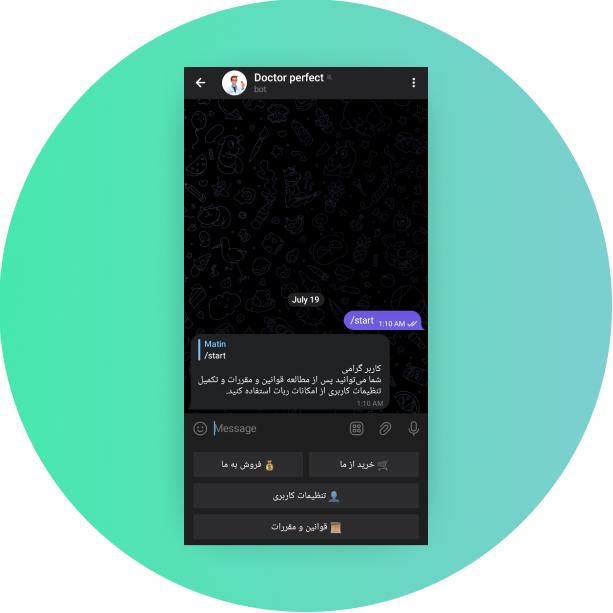 Doctor perfect
bot
July 19
/start 1:10 AM
Matin
/start
کاربر گرامی
شما می‌توانید پس از مطالعه قوانین و مقررات و تکمیل
تنظیمات کاربری از امکانات ربات استفاده کنید.
1:10 AM
Message
خرید از ما
فروش به ما
تنظیمات کاربری
قوانین و مقررات